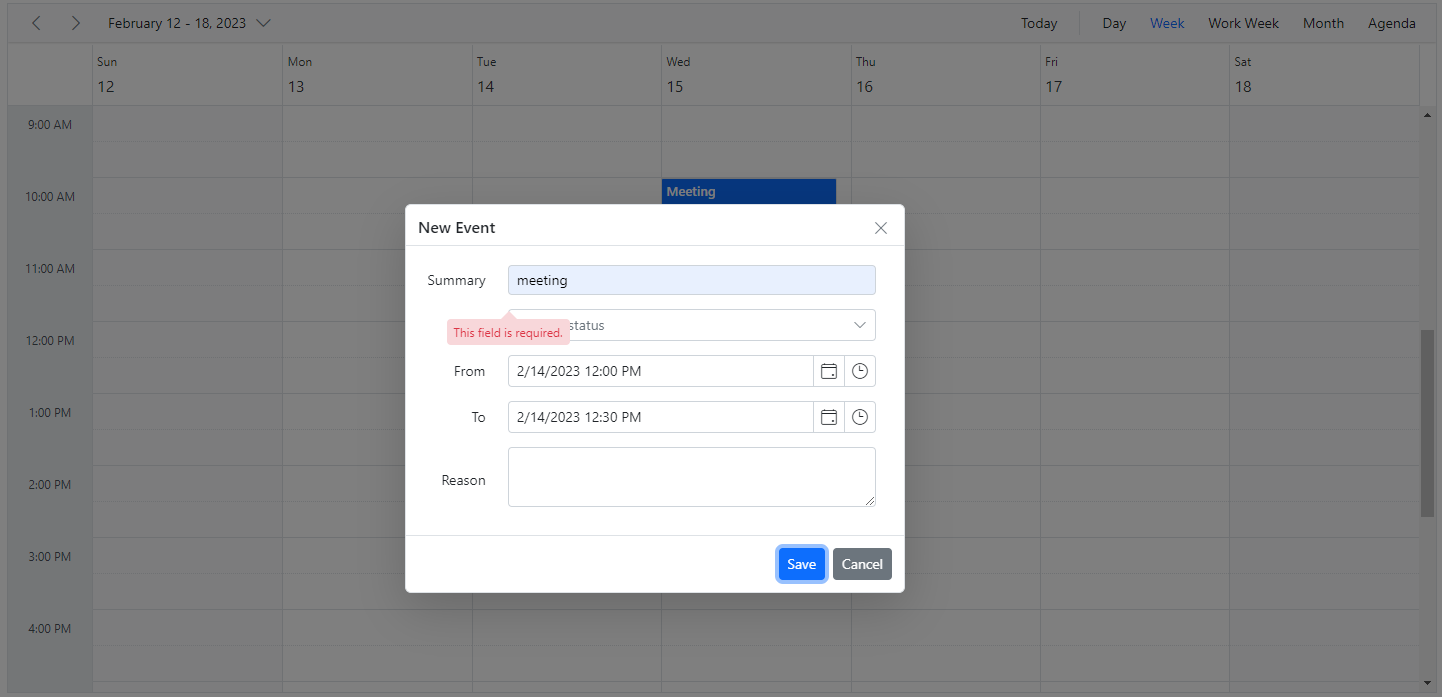 February 12 - 18, 2023
Today Day Week Work Week Month Agenda
Sun Mon Tue Wed Thu Fri Sat
12 13 14 15 16 17 18
9:00 AM
10:00 AM
Meeting
New Event
11:00 AM
Summary meeting
status
This field is required.
12:00 PM
From 2/14/2023 12:00 PM
1:00 PM
To 2/14/2023 12:30 PM
Reason
2:00 PM
3:00 PM
Save Cancel
4:00 PM